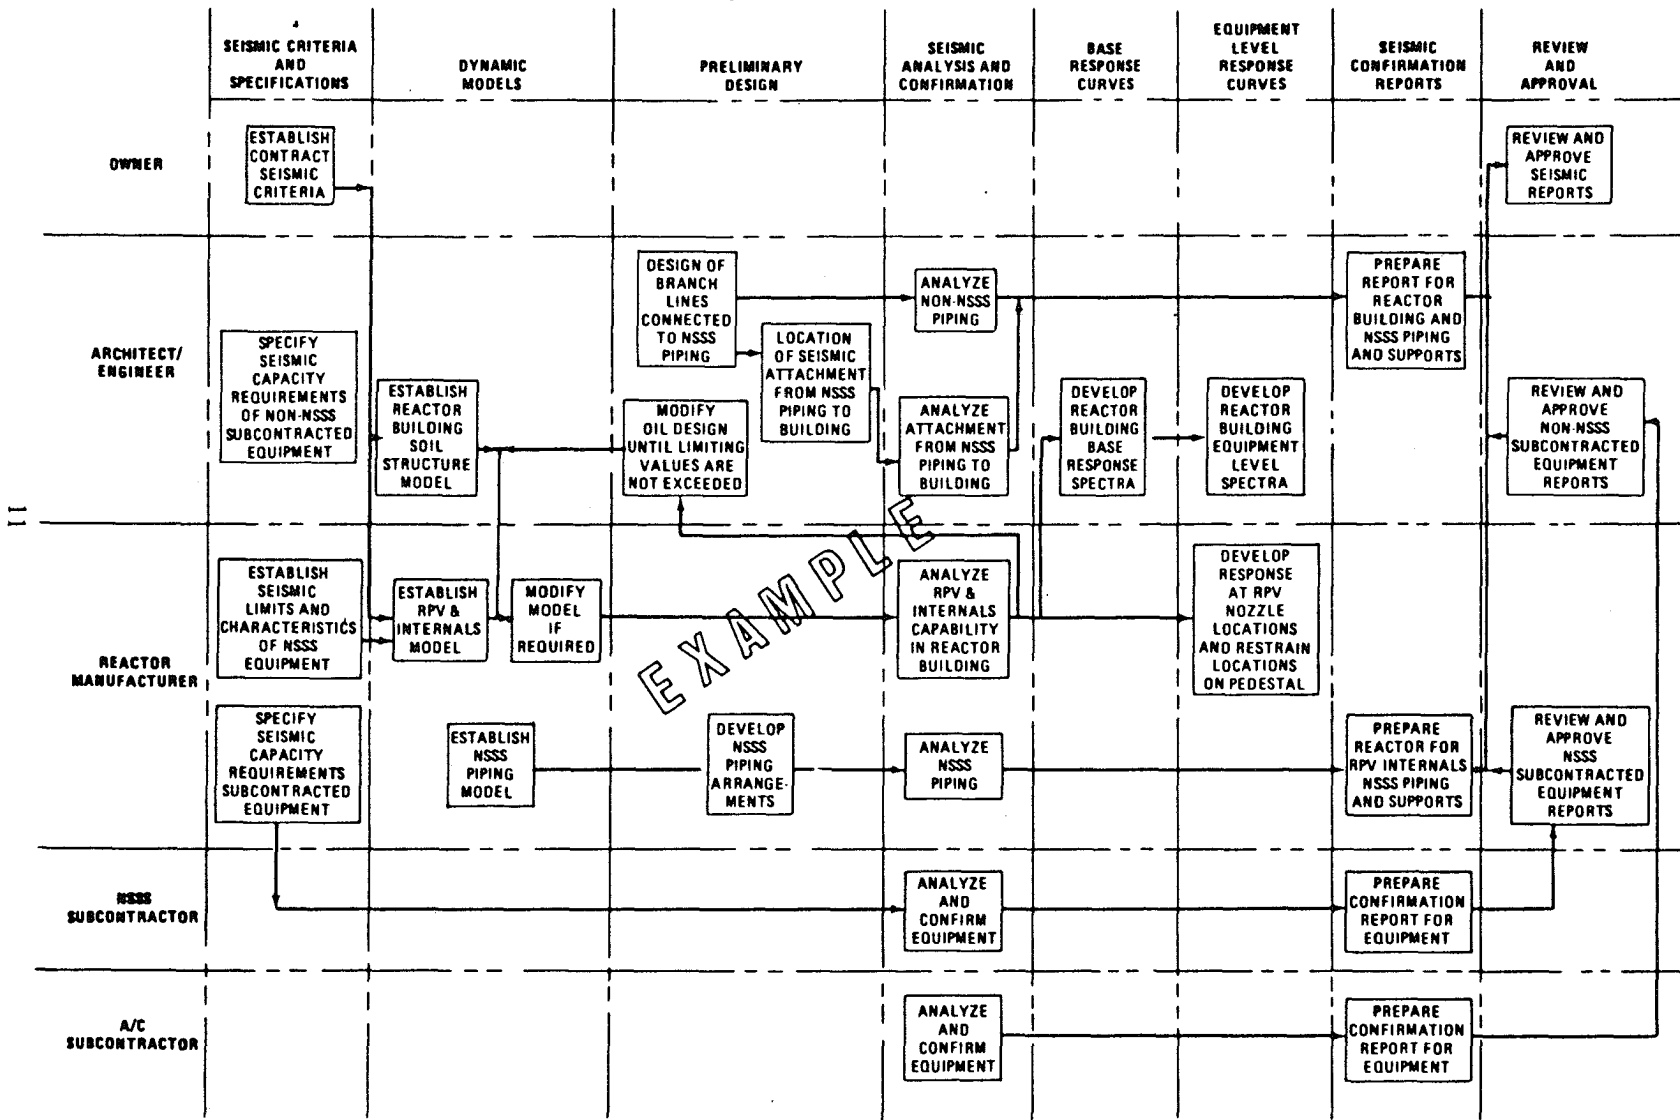 SEISMIC CRITERIA
AND
SPECIFICATIONS
DYNAMIC
MODELS
PRELIMINARY
DESIGN
SEISMIC
ANALYSIS AND
CONFIRMATION
BASE
RESPONSE
CURVES
EQUIPMENT
LEVEL
RESPONSE
CURVES
SEISMIC
CONFIRMATION
REPORTS
REVIEW
AND
APPROVAL
OWNER
ESTABLISH
CONTRACT
SEISMIC
CRITERIA
REVIEW AND
APPROVE
SEISMIC
REPORTS
ARCHITECT/
ENGINEER
SPECIFY
SEISMIC
CAPACITY
REQUIREMENTS
OF NON-NSSS
SUBCONTRACTED
EQUIPMENT
ESTABLISH
REACTOR
BUILDING
SOIL
STRUCTURE
MODEL
DESIGN OF
BRANCH
LINES
CONNECTED
TO NSSS
PIPING
LOCATION
OF SEISMIC
ATTACHMENT
FROM NSSS
PIPING TO
BUILDING
MODIFY
OIL DESIGN
UNTIL LIMITING
VALUES ARE
NOT EXCEEDED
ANALYZE
NON-NSSS
PIPING
ANALYZE
ATTACHMENT
FROM NSSS
PIPING TO
BUILDING
DEVELOP
REACTOR
BUILDING
BASE
RESPONSE
SPECTRA
DEVELOP
REACTOR
BUILDING
EQUIPMENT
LEVEL
SPECTRA
PREPARE
REPORT FOR
REACTOR
BUILDING AND
NSSS PIPING
AND SUPPORTS
REVIEW AND
APPROVE
NON-NSSS
SUBCONTRACTED
EQUIPMENT
REPORTS
11
REACTOR
MANUFACTURER
ESTABLISH
SEISMIC
LIMITS AND
CHARACTERISTICS
OF NSSS
EQUIPMENT
ESTABLISH
RPV &
INTERNALS
MODEL
MODIFY
MODEL
IF
REQUIRED
EXAMPLE
ANALYZE
RPV &
INTERNALS
CAPABILITY
IN REACTOR
BUILDING
DEVELOP
RESPONSE
AT RPV
NOZZLE
LOCATIONS
AND RESTRAIN
LOCATIONS
ON PEDESTAL
SPECIFY
SEISMIC
CAPACITY
REQUIREMENTS
SUBCONTRACTED
EQUIPMENT
ESTABLISH
NSSS
PIPING
MODEL
DEVELOP
NSSS
PIPING
ARRANGE-
MENTS
ANALYZE
NSSS
PIPING
PREPARE
REACTOR FOR
RPV INTERNALS
NSSS PIPING
AND SUPPORTS
REVIEW AND
APPROVE
NSSS
SUBCONTRACTED
EQUIPMENT
REPORTS
NSSS
SUBCONTRACTOR
ANALYZE
AND
CONFIRM
EQUIPMENT
PREPARE
CONFIRMATION
REPORT FOR
EQUIPMENT
A/C
SUBCONTRACTOR
ANALYZE
AND
CONFIRM
EQUIPMENT
PREPARE
CONFIRMATION
REPORT FOR
EQUIPMENT